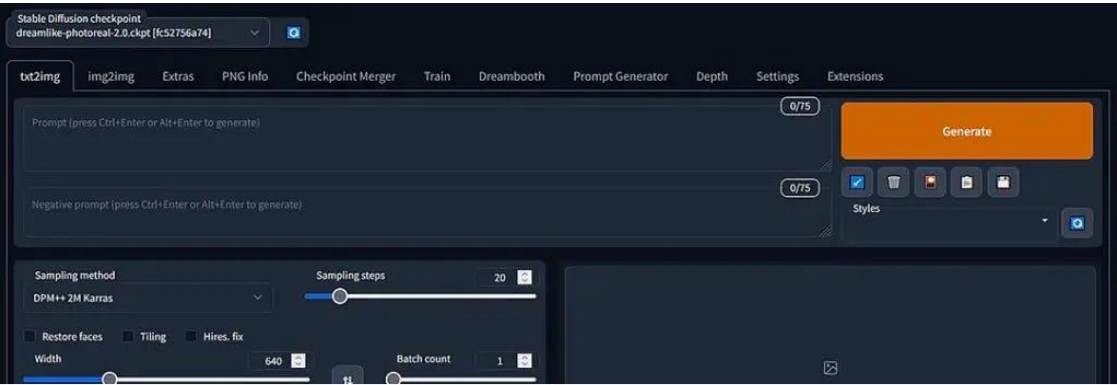 Stable Diffusion checkpoint
dreamlike-photoreal-2.0.ckpt [fc52756a74]
txt2img img2img Extras PNG Info Checkpoint Merger Train Dreambooth Prompt Generator Depth Settings Extensions
0/75
Prompt (press Ctrl+Enter or Alt+Enter to generate)
Generate
0/75
Negative prompt (press Ctrl+Enter or Alt+Enter to generate)
Styles
Sampling method
DPM++ 2M Karras
Sampling steps
20
Restore faces Tiling Hires. fix
Width
640
Batch count
1